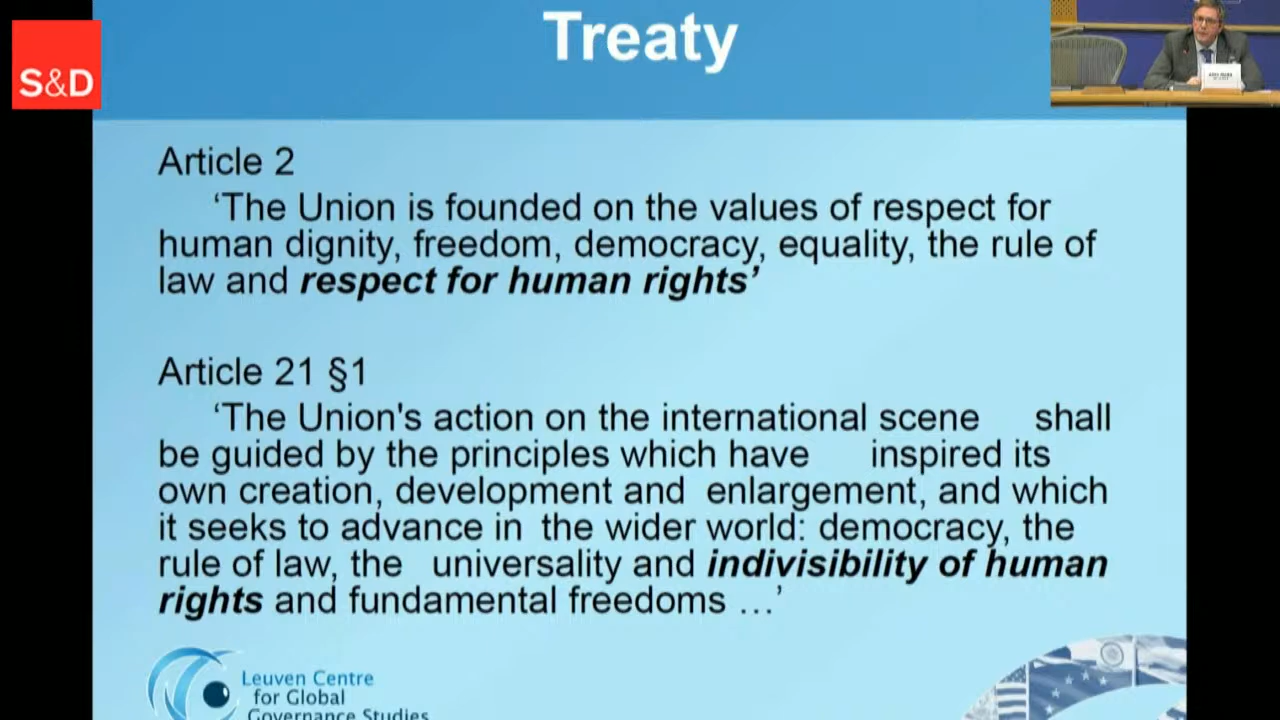 Treaty
S&D
Article 2
‘The Union is founded on the values of respect for
human dignity, freedom, democracy, equality, the rule of
law and respect for human rights’
Article 21 §1
‘The Union's action on the international scene shall
be guided by the principles which have inspired its
own creation, development and enlargement, and which
it seeks to advance in the wider world: democracy, the
rule of law, the universality and indivisibility of human
rights and fundamental freedoms …’
Leuven Centre
for Global
Governance Studies